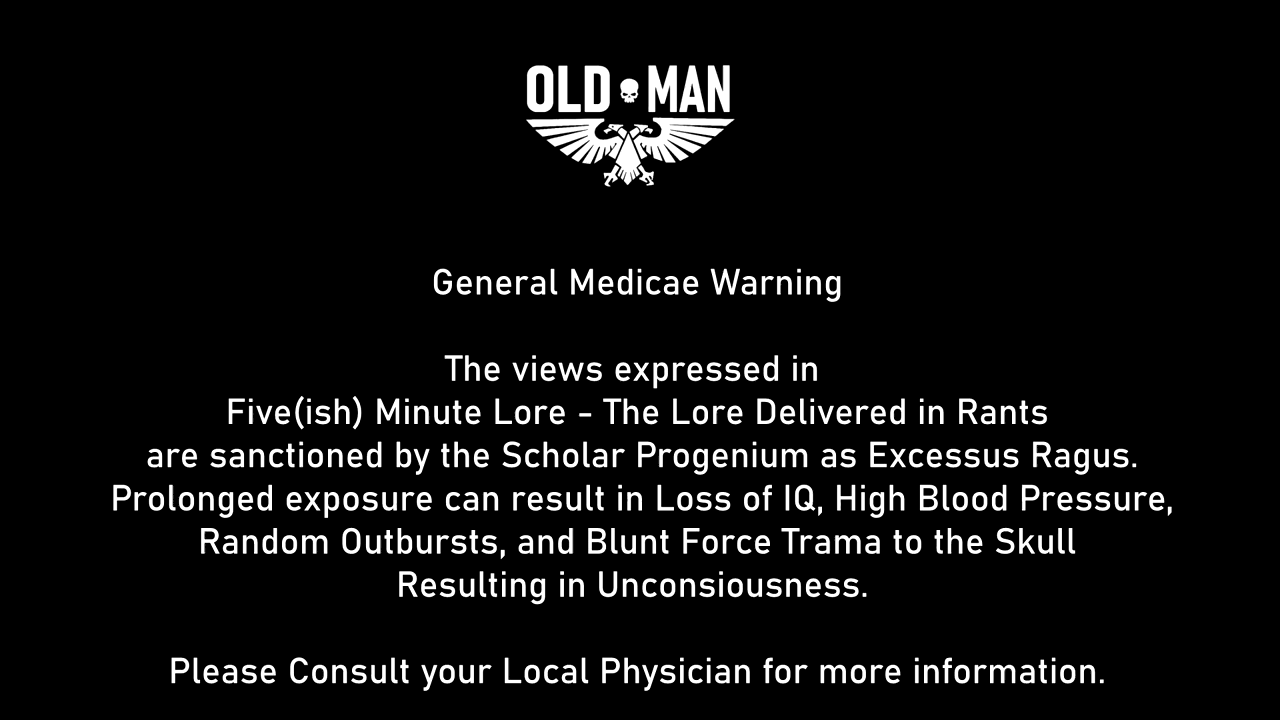 OLD MAN
General Medicae Warning
The views expressed in
Five(ish) Minute Lore - The Lore Delivered in Rants
are sanctioned by the Scholar Progenium as Excessus Ragus.
Prolonged exposure can result in Loss of IQ, High Blood Pressure,
Random Outbursts, and Blunt Force Trama to the Skull
Resulting in Unconsiousness.
Please Consult your Local Physician for more information.